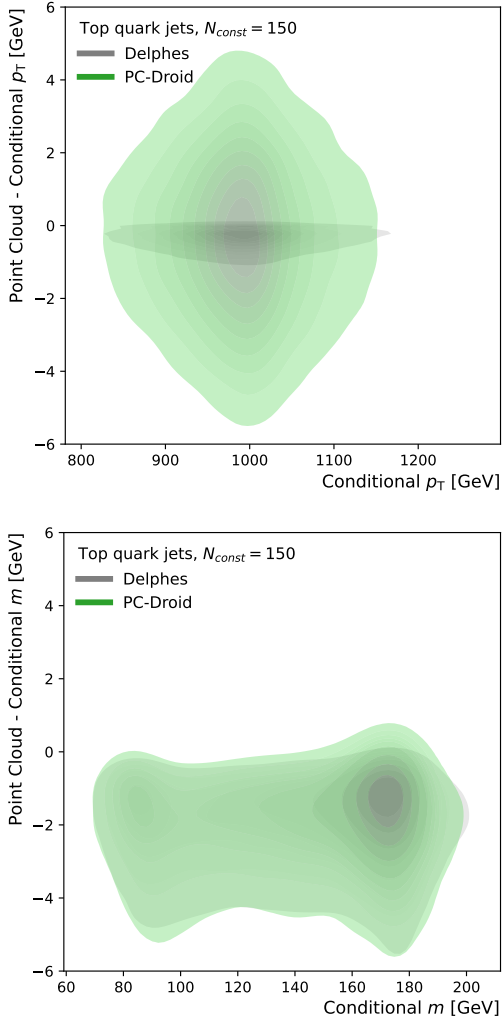 Point Cloud - Conditional p_T [GeV]
6
4
2
0
−2
−4
−6
Top quark jets, N_const = 150
Delphes
PC-Droid
800
900
1000
1100
1200
Conditional p_T [GeV]
Point Cloud - Conditional m [GeV]
6
4
2
0
−2
−4
−6
Top quark jets, N_const = 150
Delphes
PC-Droid
60
80
100
120
140
160
180
200
Conditional m [GeV]